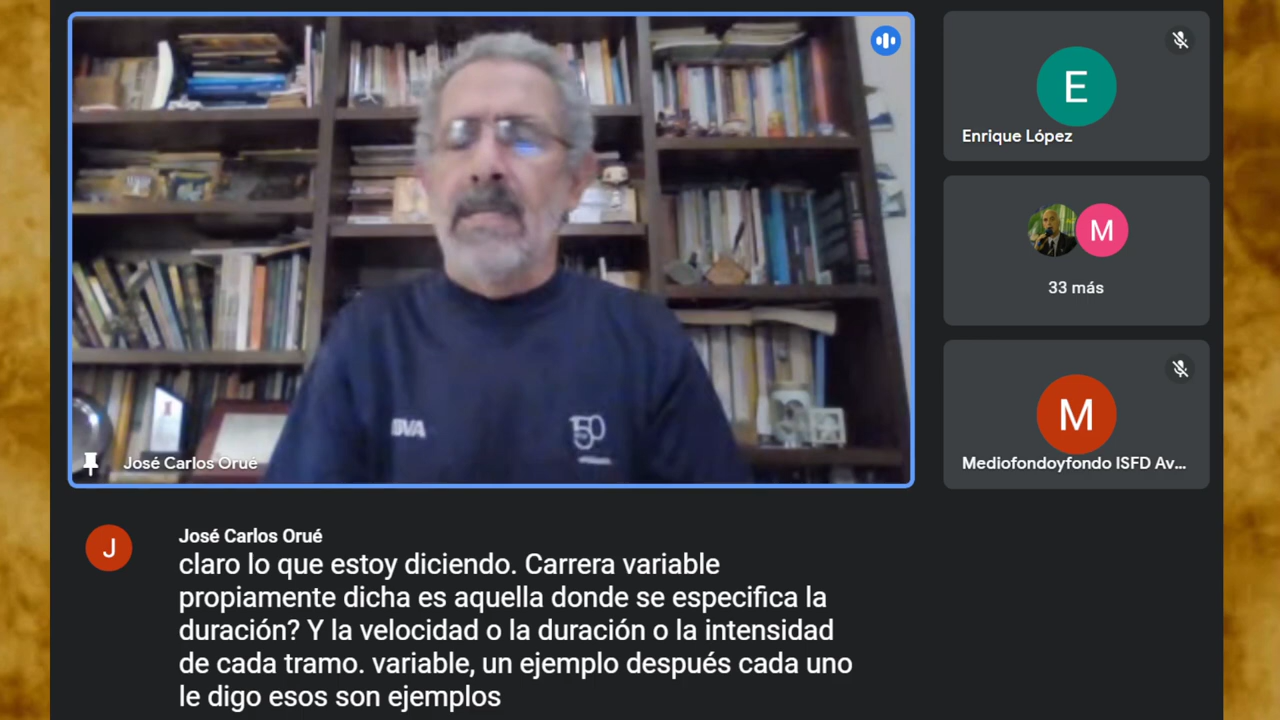 BBVA
150
José Carlos Orué
E
Enrique López
M
33 más
M
Mediofondoyfondo ISFD Av...
J
José Carlos Orué
claro lo que estoy diciendo. Carrera variable
propiamente dicha es aquella donde se especifica la
duración? Y la velocidad o la duración o la intensidad
de cada tramo. variable, un ejemplo después cada uno
le digo esos son ejemplos